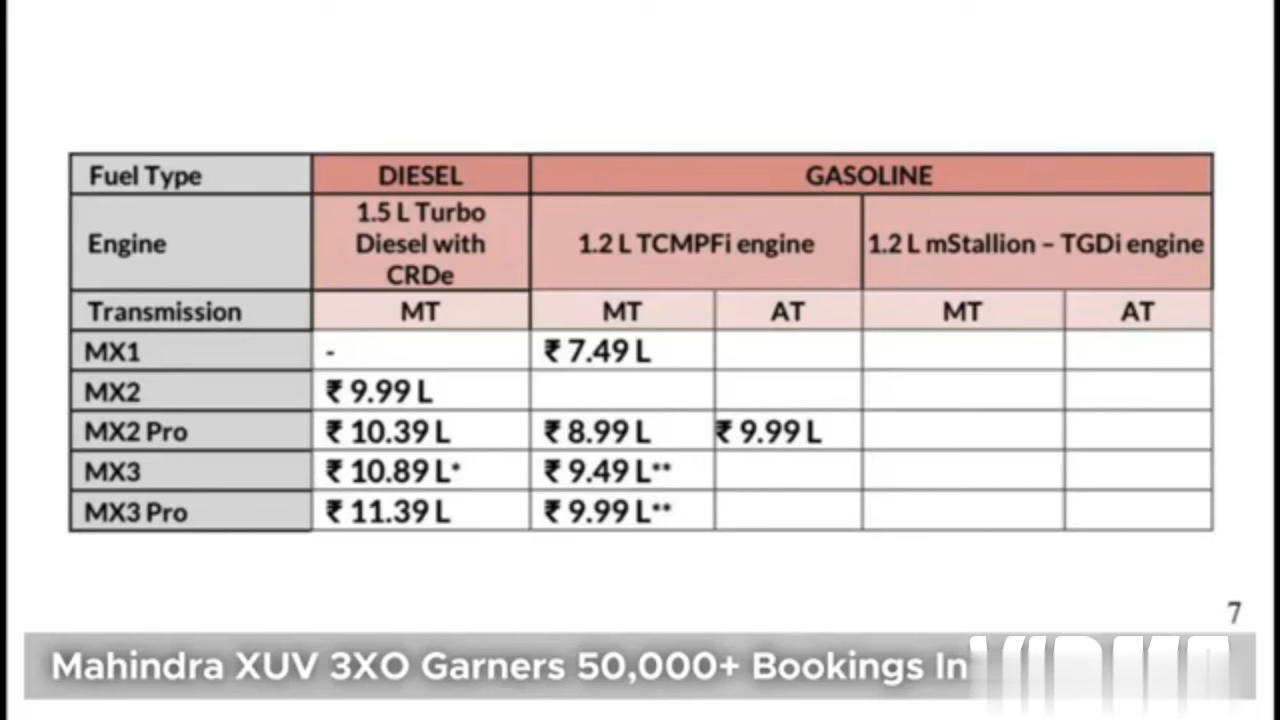 Fuel Type DIESEL GASOLINE
Engine 1.5 L Turbo Diesel with CRDe 1.2 L TCMPFi engine 1.2 L mStallion – TGDi engine
Transmission MT MT AT MT AT
MX1 - ₹ 7.49 L
MX2 ₹ 9.99 L
MX2 Pro ₹ 10.39 L ₹ 8.99 L ₹ 9.99 L
MX3 ₹ 10.89 L* ₹ 9.49 L**
MX3 Pro ₹ 11.39 L ₹ 9.99 L**
7
Mahindra XUV 3XO Garners 50,000+ Bookings In